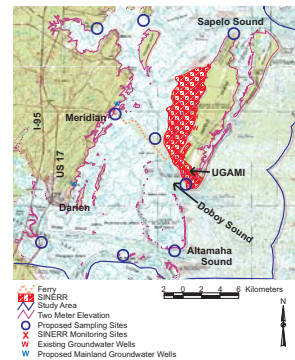 Sapelo Sound
I-95
US 17
Meridian
Darien
UGAMI
Doboy Sound
Altamaha
Sound
Ferry
SINERR
Study Area
Two Meter Elevation
Proposed Sampling Sites
X SINERR Monitoring Sites
W Existing Groundwater Wells
W Proposed Mainland Groundwater Wells
2 0 2 4 6 Kilometers
N